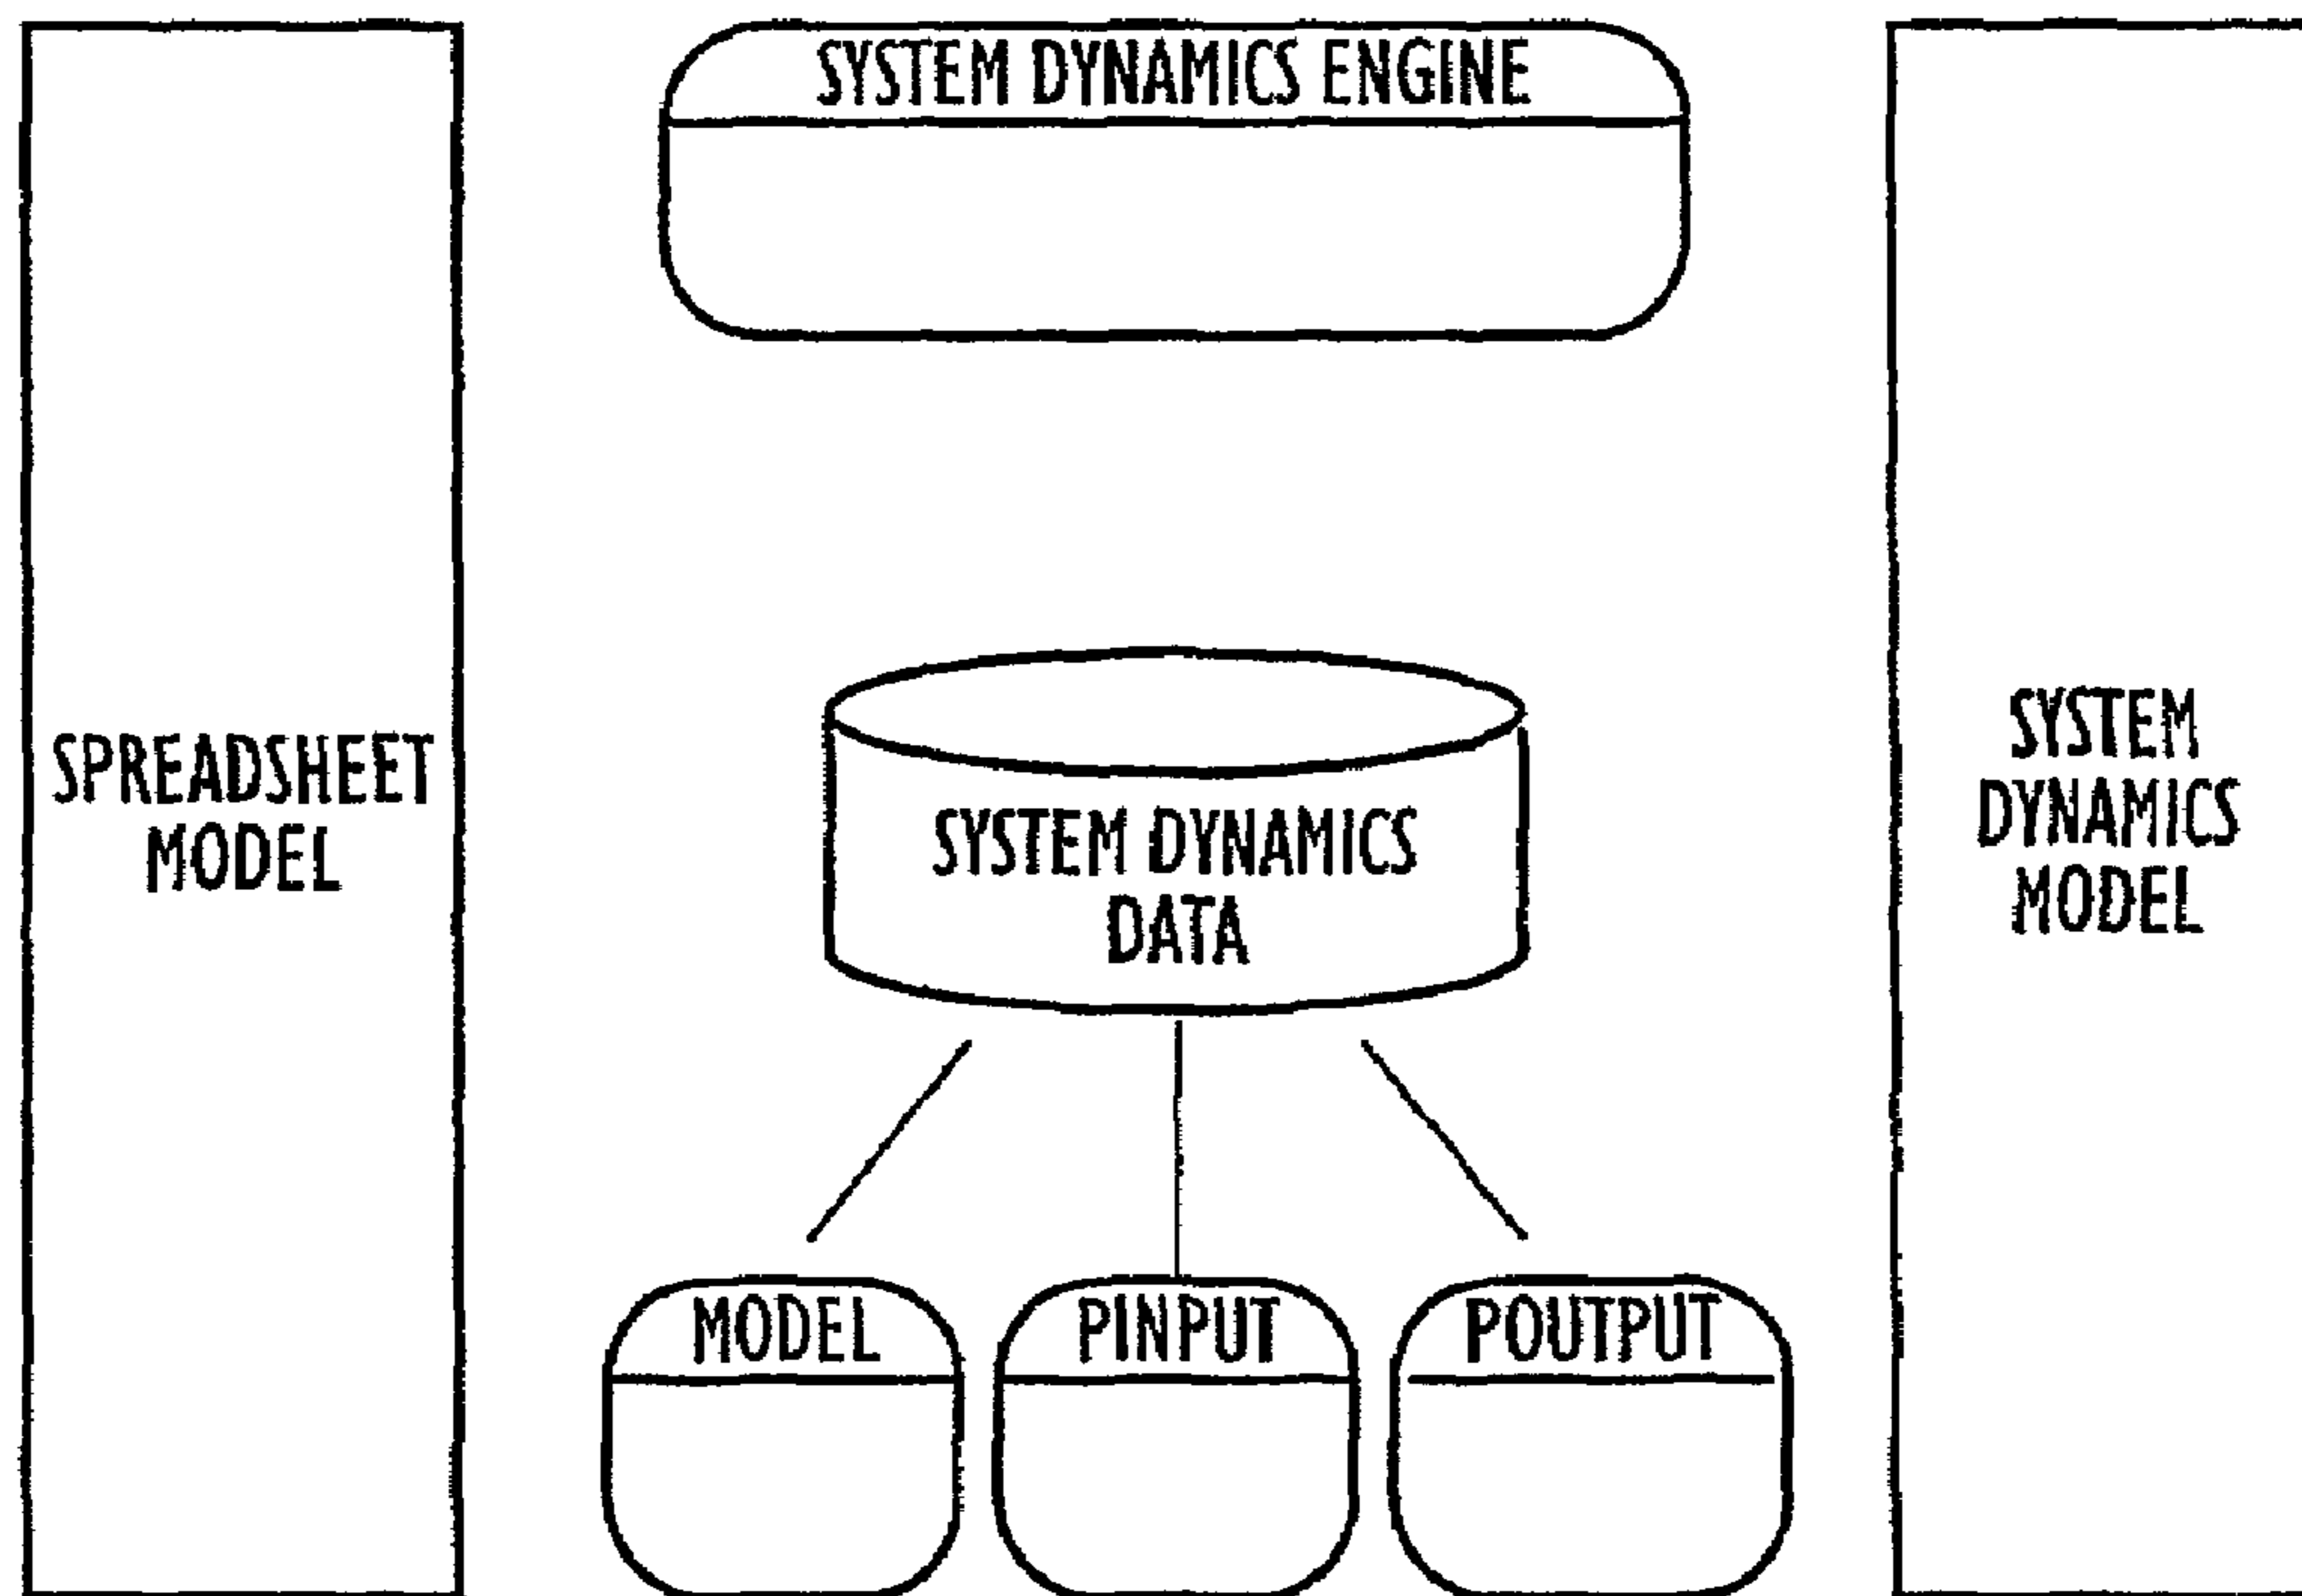 SYSTEM DYNAMICS ENGINE
SPREADSHEET
MODEL
SYSTEM DYNAMICS
DATA
SYSTEM
DYNAMICS
MODEL
MODEL
PINPUT
POUTPUT